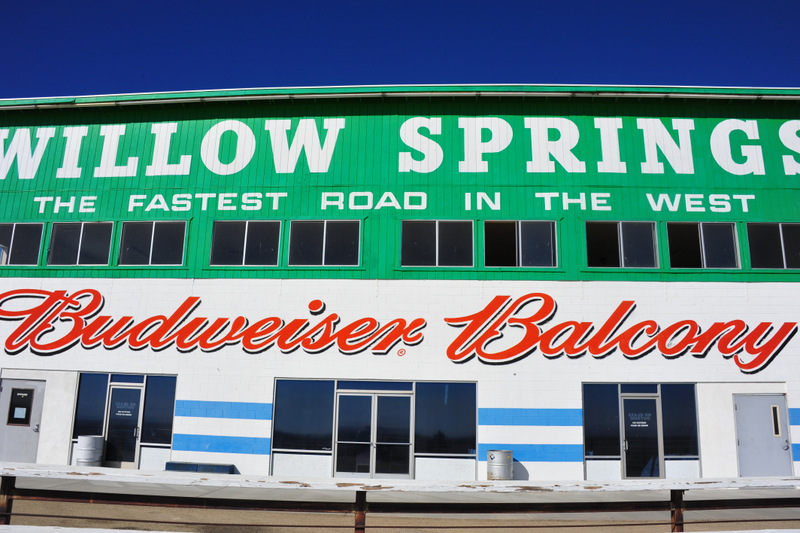 WILLOW SPRINGS
THE FASTEST ROAD IN THE WEST
Budweiser Balcony
®